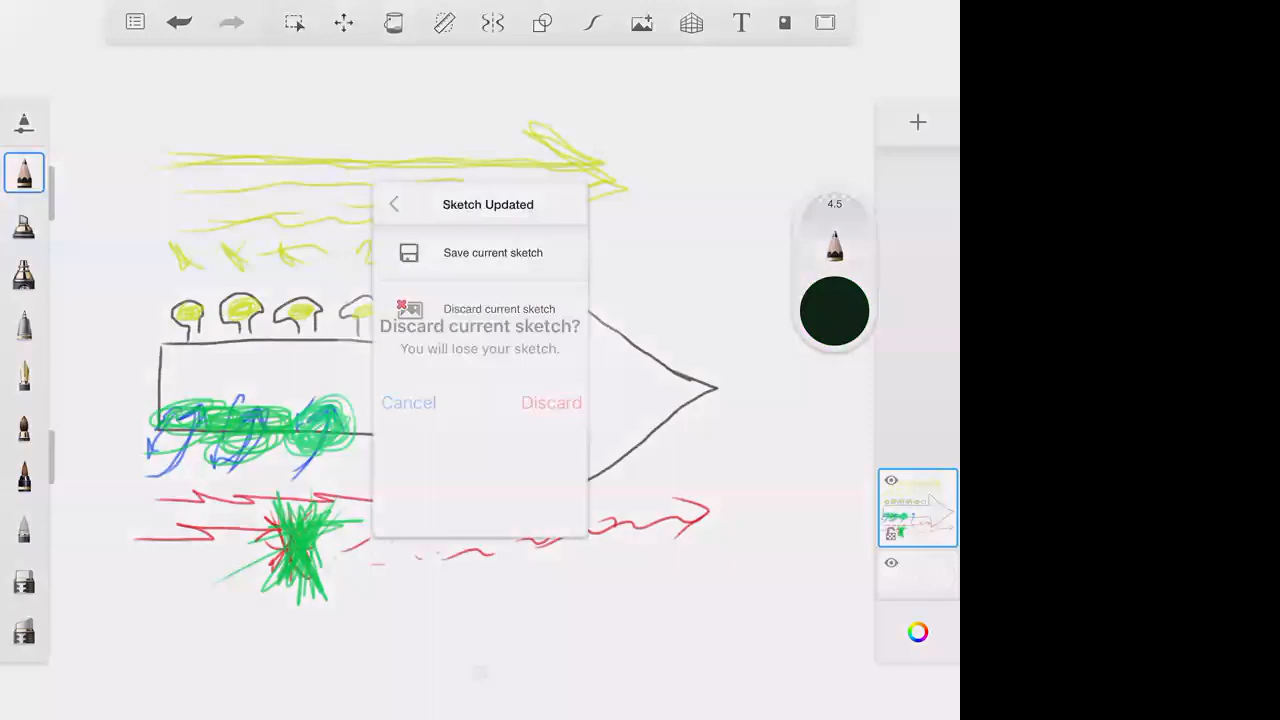 T
4.5
Sketch Updated
Save current sketch
Discard current sketch
Discard current sketch?
You will lose your sketch.
Cancel
Discard